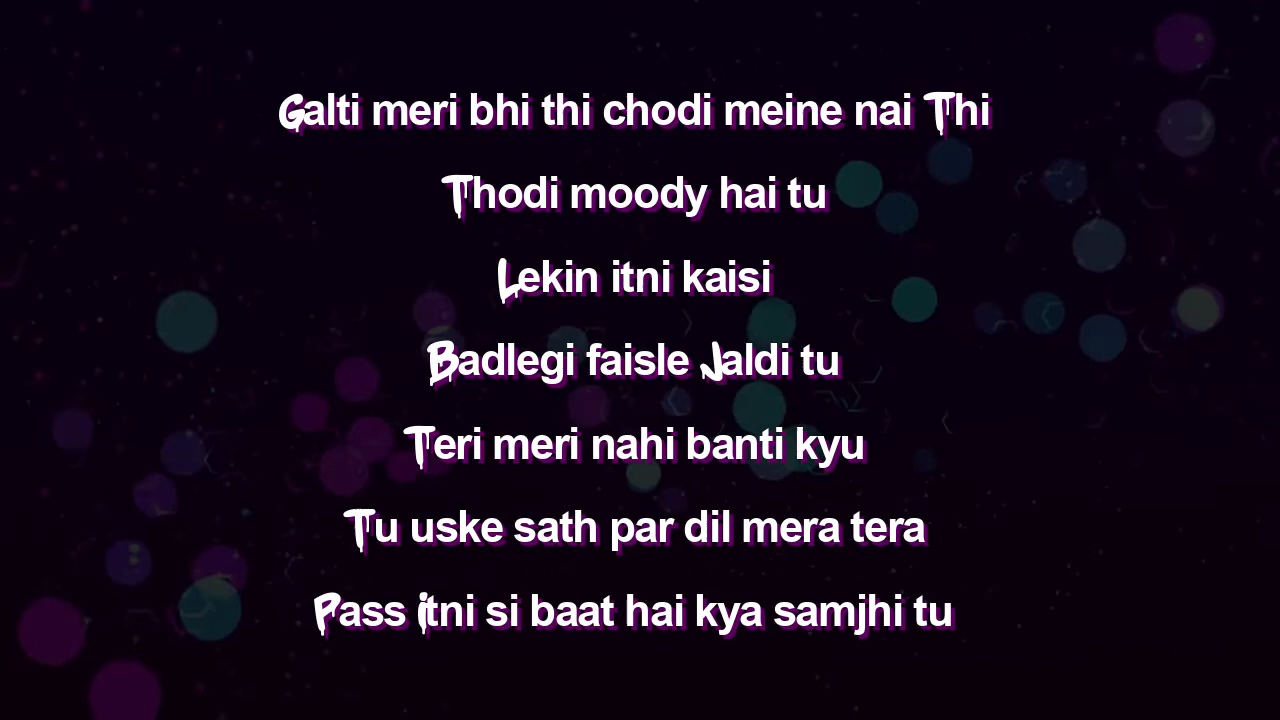 Galti meri bhi thi chodi meine nai Thi
Thodi moody hai tu
Lekin itni kaisi
Badlegi faisle Jaldi tu
Teri meri nahi banti kyu
Tu uske sath par dil mera tera
Pass itni si baat hai kya samjhi tu